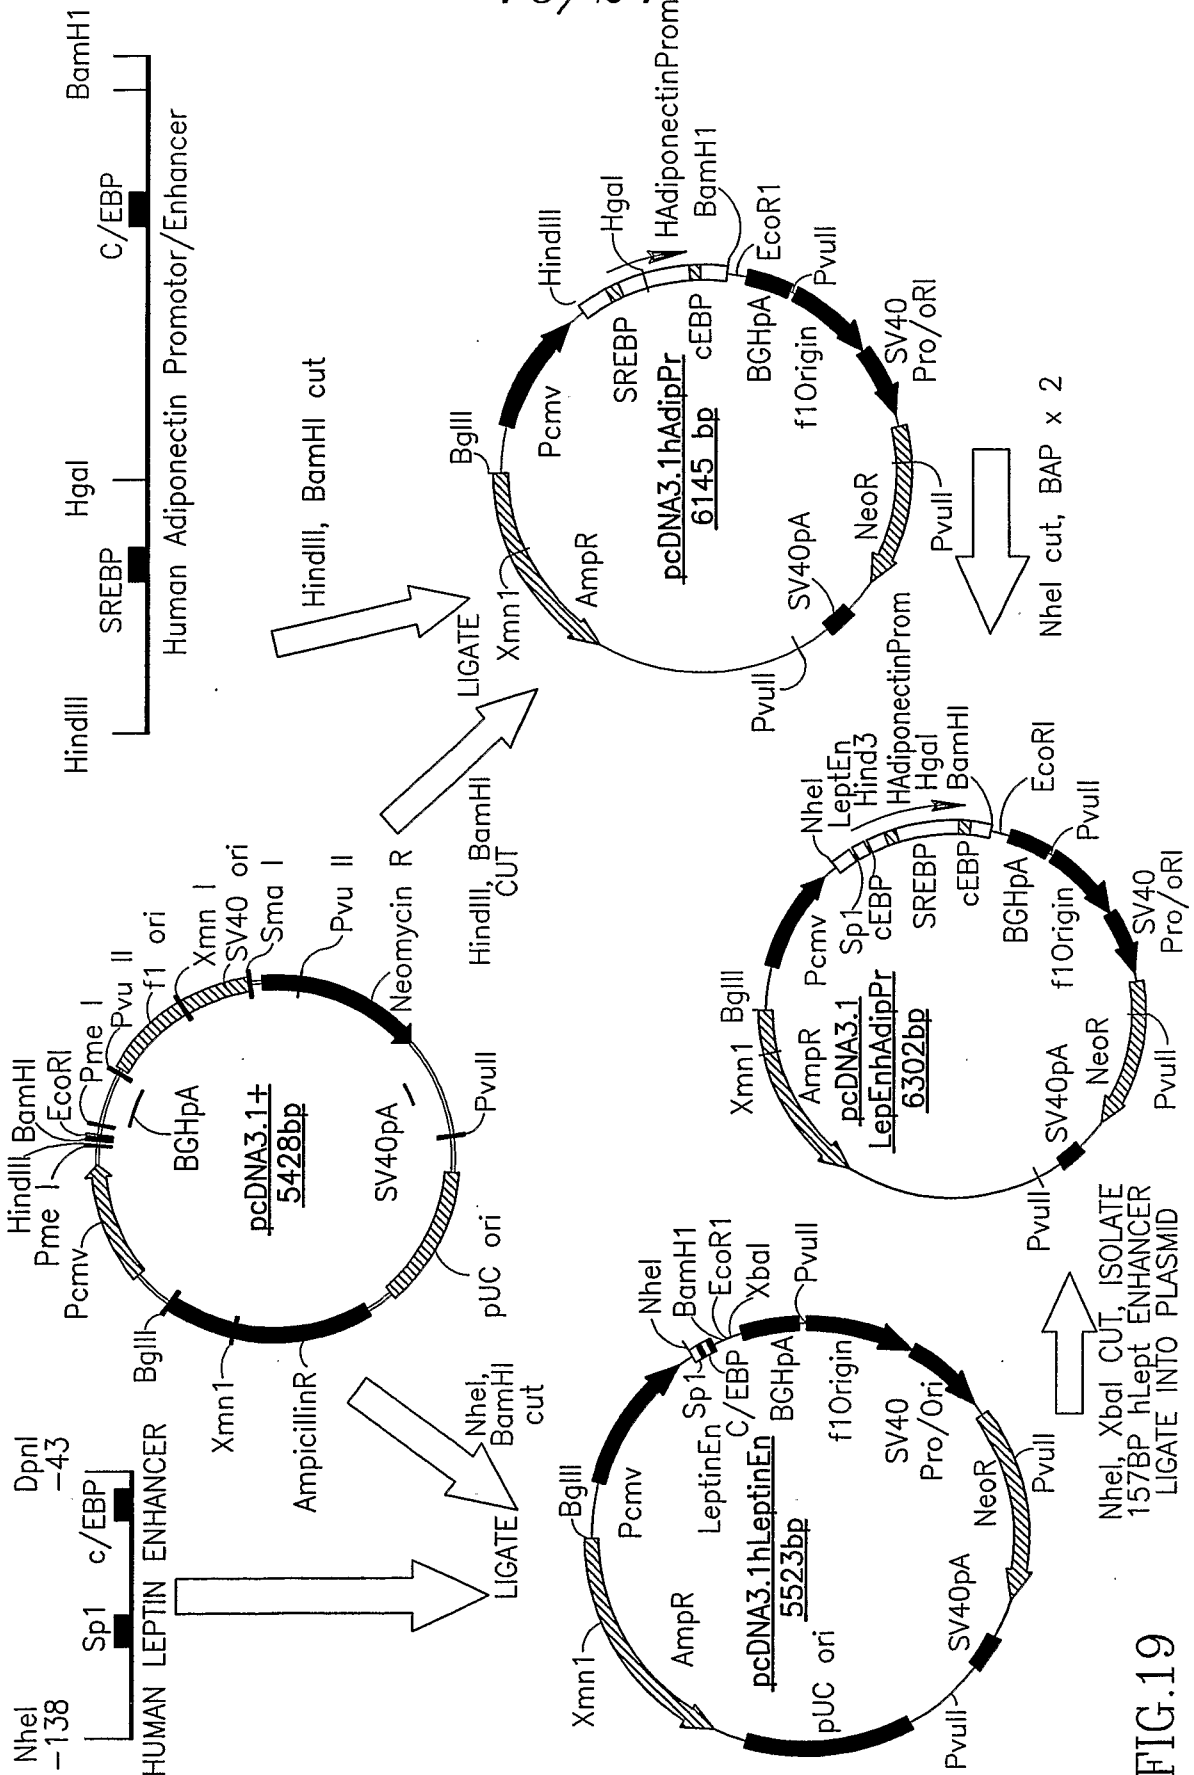 NheI
-138
Sp1
c/EBP
DpnI
-43
HUMAN LEPTIN ENHANCER
LIGATE
NheI,
BamHI
cut
HindIII
BamHI
EcoRI
Pme I
Pme I
Pvu II
f1 ori
Xmn I
SV40 ori
Sma I
Pvu II
Neomycin R
PvuII
pUC ori
AmpicillinR
Xmn1
BglII
Pcmv
BGHpA
SV40pA
pcDNA3.1+
5428bp
HindIII
SREBP
HgaI
C/EBP
BamH1
Human Adiponectin Promotor/Enhancer
HindIII, BamHI cut
LIGATE
HindIII, BamHI
CUT
BglII
Pcmv
HindIII
HgaI
HAdiponectinProm
BamH1
EcoR1
SREBP
cEBP
BGHpA
PvuII
f1Origin
SV40
Pro/oRI
NeoR
PvuII
SV40pA
PvuII
AmpR
Xmn1
pcDNA3.1hAdipPr
6145 bp
NheI cut, BAP x 2
Xmn1
BglII
Pcmv
NheI
LeptEn
Hind3
HAdiponectinProm
HgaI
BamHI
EcoRI
Sp1
cEBP
SREBP
cEBP
BGHpA
PvuII
f1Origin
SV40
Pro/oRI
NeoR
PvuII
SV40pA
PvuII
AmpR
pcDNA3.1
LepEnhAdipPr
6302bp
Xmn1
BglII
Pcmv
NheI
BamH1
EcoR1
XbaI
LeptinEn
Sp1
C/EBP
BGHpA
PvuII
f1Origin
SV40
Pro/Ori
NeoR
PvuII
SV40pA
PvuII
pUC ori
AmpR
pcDNA3.1hLeptinEn
5523bp
NheI, XbaI CUT, ISOLATE
157BP hLept ENHANCER
LIGATE INTO PLASMID
FIG.19